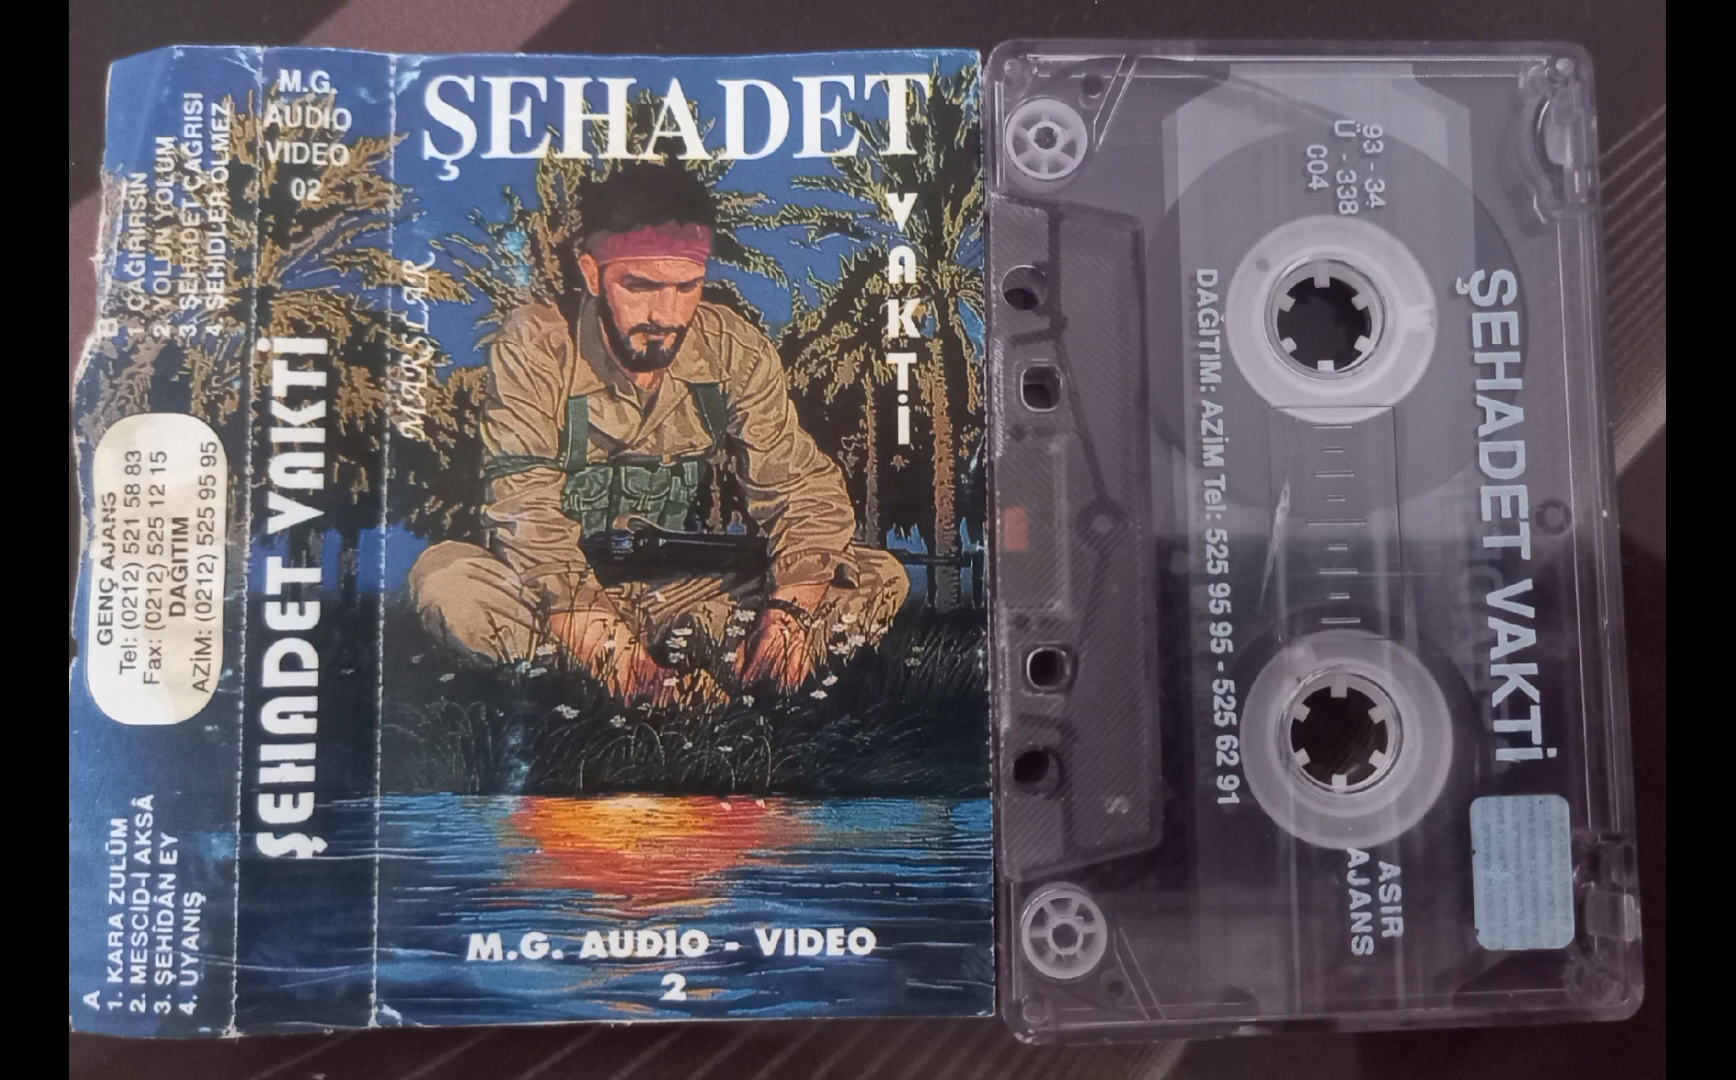 ŞEHADET
VAKTİ
MARŞLAR
M.G. AUDIO - VIDEO
2
M.G.
AUDIO
VIDEO
02
ŞEHADET VAKTİ
A
1. KARA ZULÜM
2. MESCİD-İ AKSÂ
3. ŞEHÎDÂN EY
4. UYANIŞ
GENÇ AJANS
Tel: (0212) 521 58 83
Fax: (0212) 525 12 15
DAĞITIM
AZİM: (0212) 525 95 95
B
1. ÇAĞIRIRSIN
2. YOLUN YOLUM
3. ŞEHADET ÇAĞRISI
4. ŞEHİDLER ÖLMEZ
ŞEHADET VAKTİ
93 - 34
Ü - 338
C04
ASIR
AJANS
DAĞITIM: AZİM Tel: 525 95 95 - 525 62 91